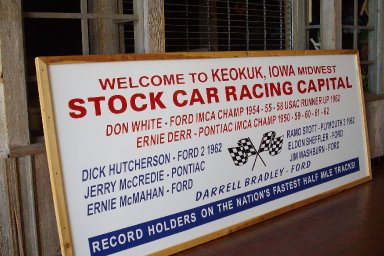 WELCOME TO KEOKUK, IOWA MIDWEST
STOCK CAR RACING CAPITAL
DON WHITE - FORD IMCA CHAMP 1954 - 55 - 58 USAC RUNNER UP 1962
ERNIE DERR - PONTIAC IMCA CHAMP 1950 - 59 - 60 - 61 - 62
DICK HUTCHERSON - FORD 2 1962
JERRY McCREDIE - PONTIAC
ERNIE McMAHAN - FORD
RAMO STOTT - PLYMOUTH 3 1962
ELDON SHEFFLER - FORD
JIM WASHBURN - FORD
DARRELL BRADLEY - FORD
RECORD HOLDERS ON THE NATION'S FASTEST HALF MILE TRACKS!